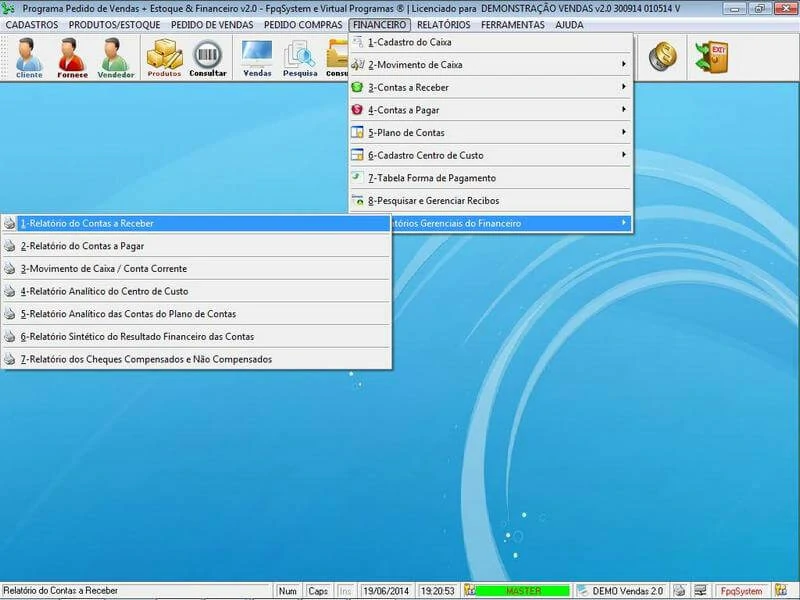 Programa Pedido de Vendas + Estoque & Financeiro v2.0 - FpqSystem e Virtual Programas ® | Licenciado para DEMONSTRAÇÃO VENDAS v2.0 300914 010514 V
CADASTROS PRODUTOS/ESTOQUE PEDIDO DE VENDAS PEDIDO COMPRAS FINANCEIRO RELATÓRIOS FERRAMENTAS AJUDA
Cliente Fornece Vendedor Produtos Consultar Vendas Pesquisa Consu
EXIT
1-Cadastro do Caixa
2-Movimento de Caixa
3-Contas a Receber
4-Contas a Pagar
5-Plano de Contas
6-Cadastro Centro de Custo
7-Tabela Forma de Pagamento
8-Pesquisar e Gerenciar Recibos
tórios Gerenciais do Financeiro
1-Relatório do Contas a Receber
2-Relatório do Contas a Pagar
3-Movimento de Caixa / Conta Corrente
4-Relatório Analítico do Centro de Custo
5-Relatório Analítico das Contas do Plano de Contas
6-Relatório Sintético do Resultado Financeiro das Contas
7-Relatório dos Cheques Compensados e Não Compensados
Relatório do Contas a Receber Num Caps Ins 19/06/2014 19:20:53 MASTER DEMO Vendas 2.0 FpqSystem